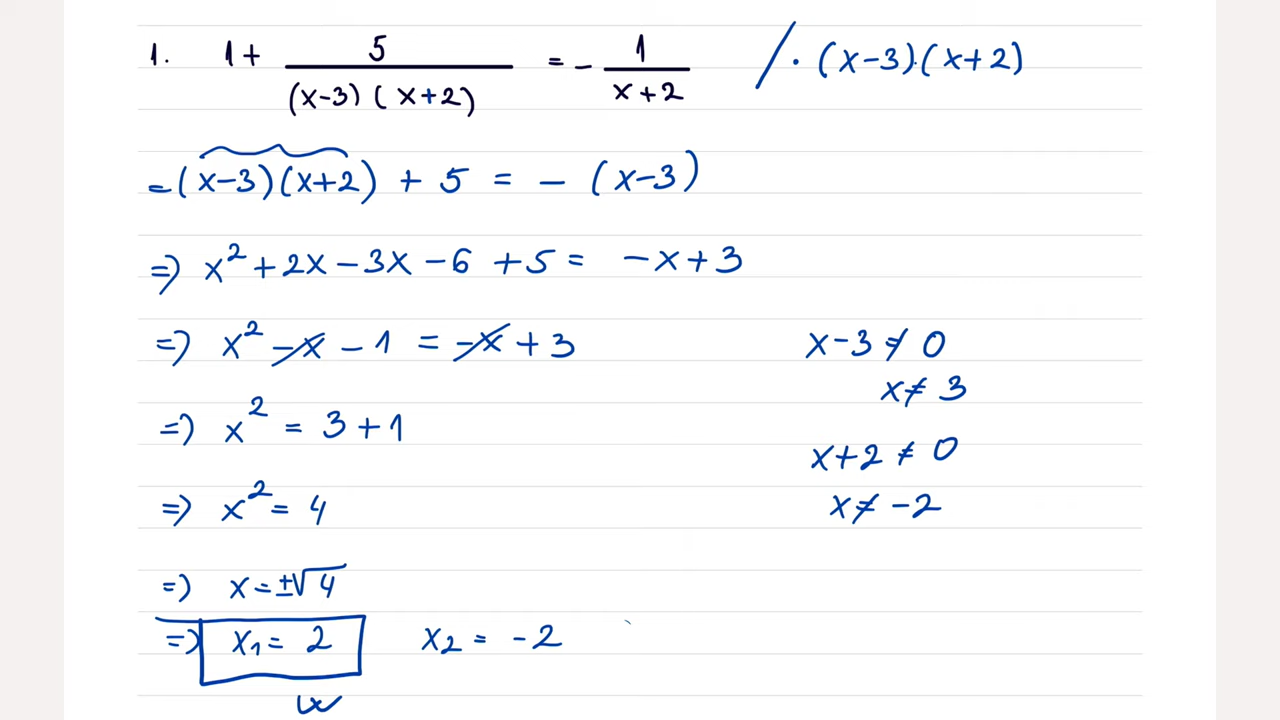 1. 1 + 5/((x-3)(x+2)) = - 1/(x+2) / · (x-3)·(x+2)
=(x-3)(x+2) + 5 = - (x-3)
=> x² + 2x - 3x - 6 + 5 = -x + 3
=> x² - x - 1 = -x + 3
=> x² = 3 + 1
=> x² = 4
=> x = ±√4
=> x₁ = 2 x₂ = -2
x-3 ≠ 0
x ≠ 3
x+2 ≠ 0
x ≠ -2